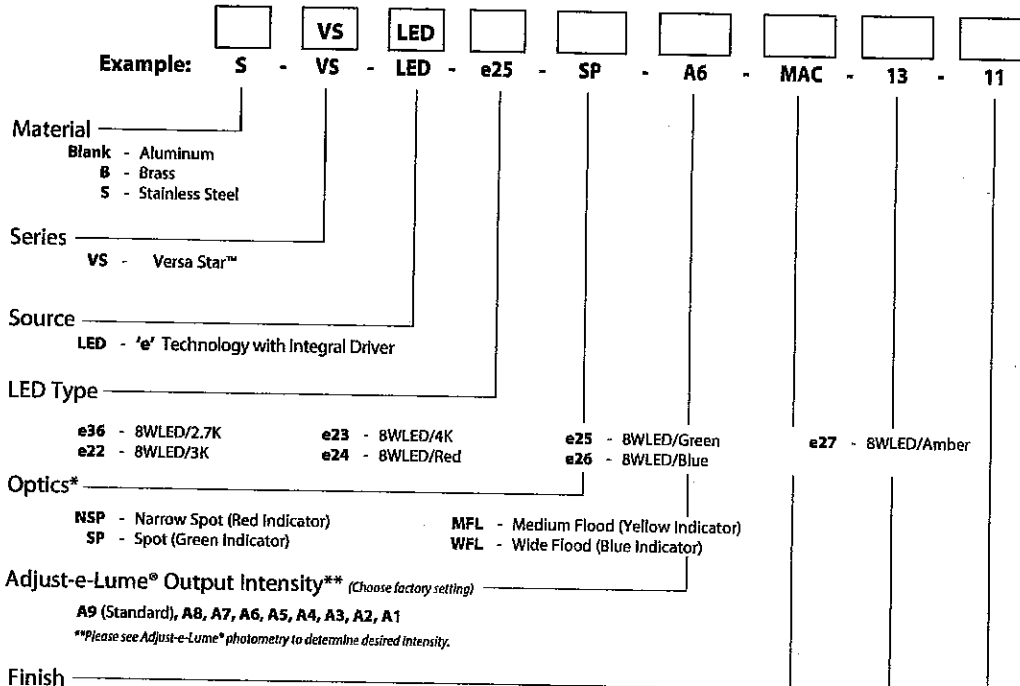 VS LED
Example: S - VS - LED - e25 - SP - A6 - MAC - 13 - 11
Material
Blank - Aluminum
B - Brass
S - Stainless Steel
Series
VS - Versa Star™
Source
LED - 'e' Technology with Integral Driver
LED Type
e36 - 8WLED/2.7K e23 - 8WLED/4K e25 - 8WLED/Green e27 - 8WLED/Amber
e22 - 8WLED/3K e24 - 8WLED/Red e26 - 8WLED/Blue
Optics*
NSP - Narrow Spot (Red Indicator) MFL - Medium Flood (Yellow Indicator)
SP - Spot (Green Indicator) WFL - Wide Flood (Blue Indicator)
Adjust-e-Lume® Output Intensity** (Choose factory setting)
A9 (Standard), A8, A7, A6, A5, A4, A3, A2, A1
**Please see Adjust-e-Lume® photometry to determine desired intensity.
Finish